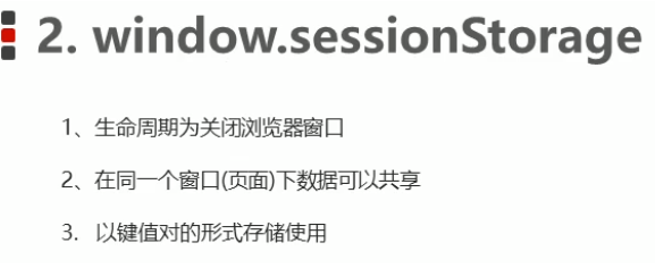 2. window.sessionStorage
1、生命周期为关闭浏览器窗口
2、在同一个窗口(页面)下数据可以共享
3. 以键值对的形式存储使用